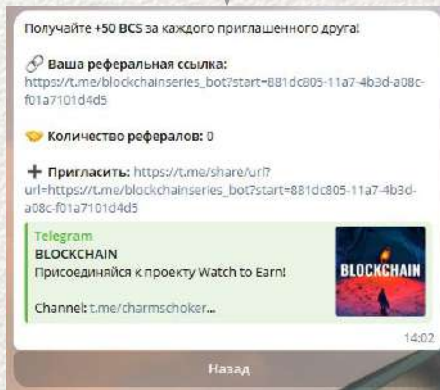 Получайте +50 BCS за каждого приглашенного друга!
Ваша реферальная ссылка:
https://t.me/blockchainseries_bot?start=881dc805-11a7-4b3d-a08c-
f01a7101d4d5
Количество рефералов: 0
Пригласить: https://t.me/share/url?
url=https://t.me/blockchainseries_bot?start=881dc805-11a7-4b3d-
a08c-f01a7101d4d5
Telegram
BLOCKCHAIN
Присоединяйся к проекту Watch to Earn!
Channel: t.me/charmschoker...
BLOCKCHAIN
14:02
Назад